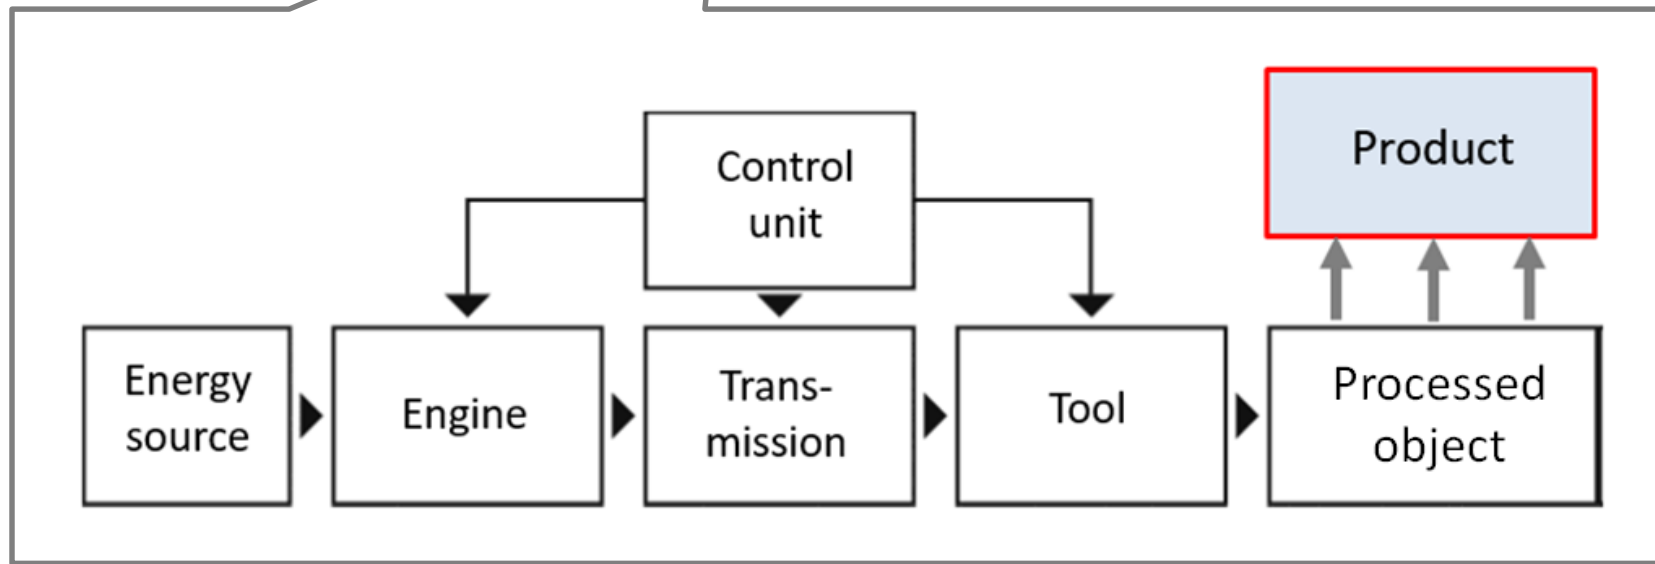 Control
unit
Product
Energy
source
Engine
Trans-
mission
Tool
Processed
object